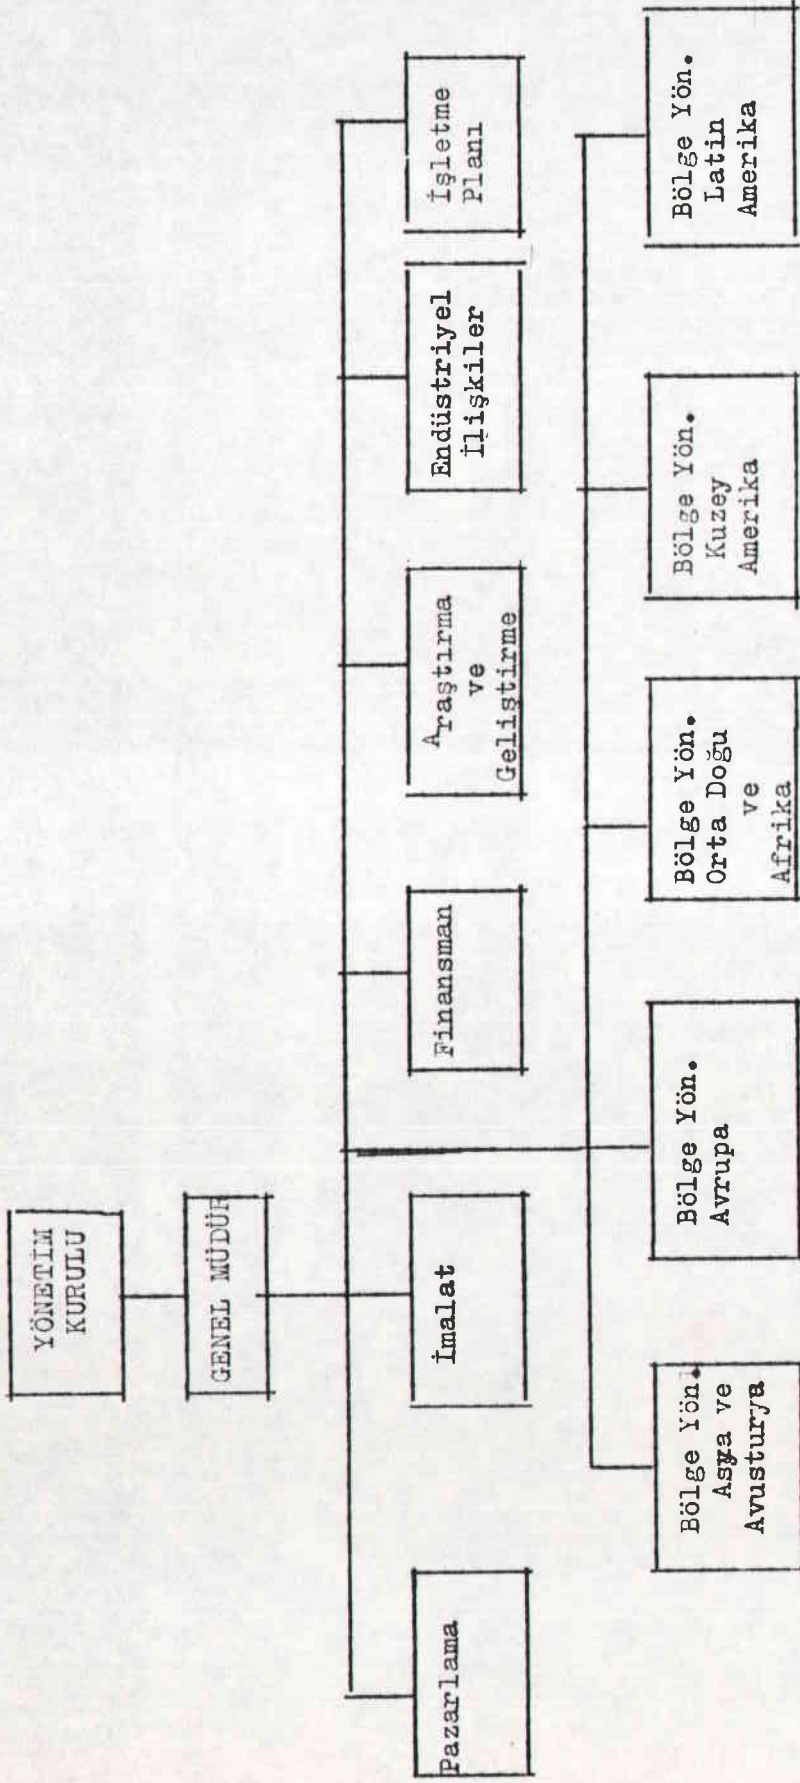 YÖNETİM
KURULU
GENEL MÜDÜR
Pazarlama
İmalat
Finansman
Araştırma
ve
Geliştirme
Endüstriyel
İlişkiler
İşletme
Planı
Bölge Yön.
Asya ve
Avusturya
Bölge Yön.
Avrupa
Bölge Yön.
Orta Doğu
ve
Afrika
Bölge Yön.
Kuzey
Amerika
Bölge Yön.
Latin
Amerika